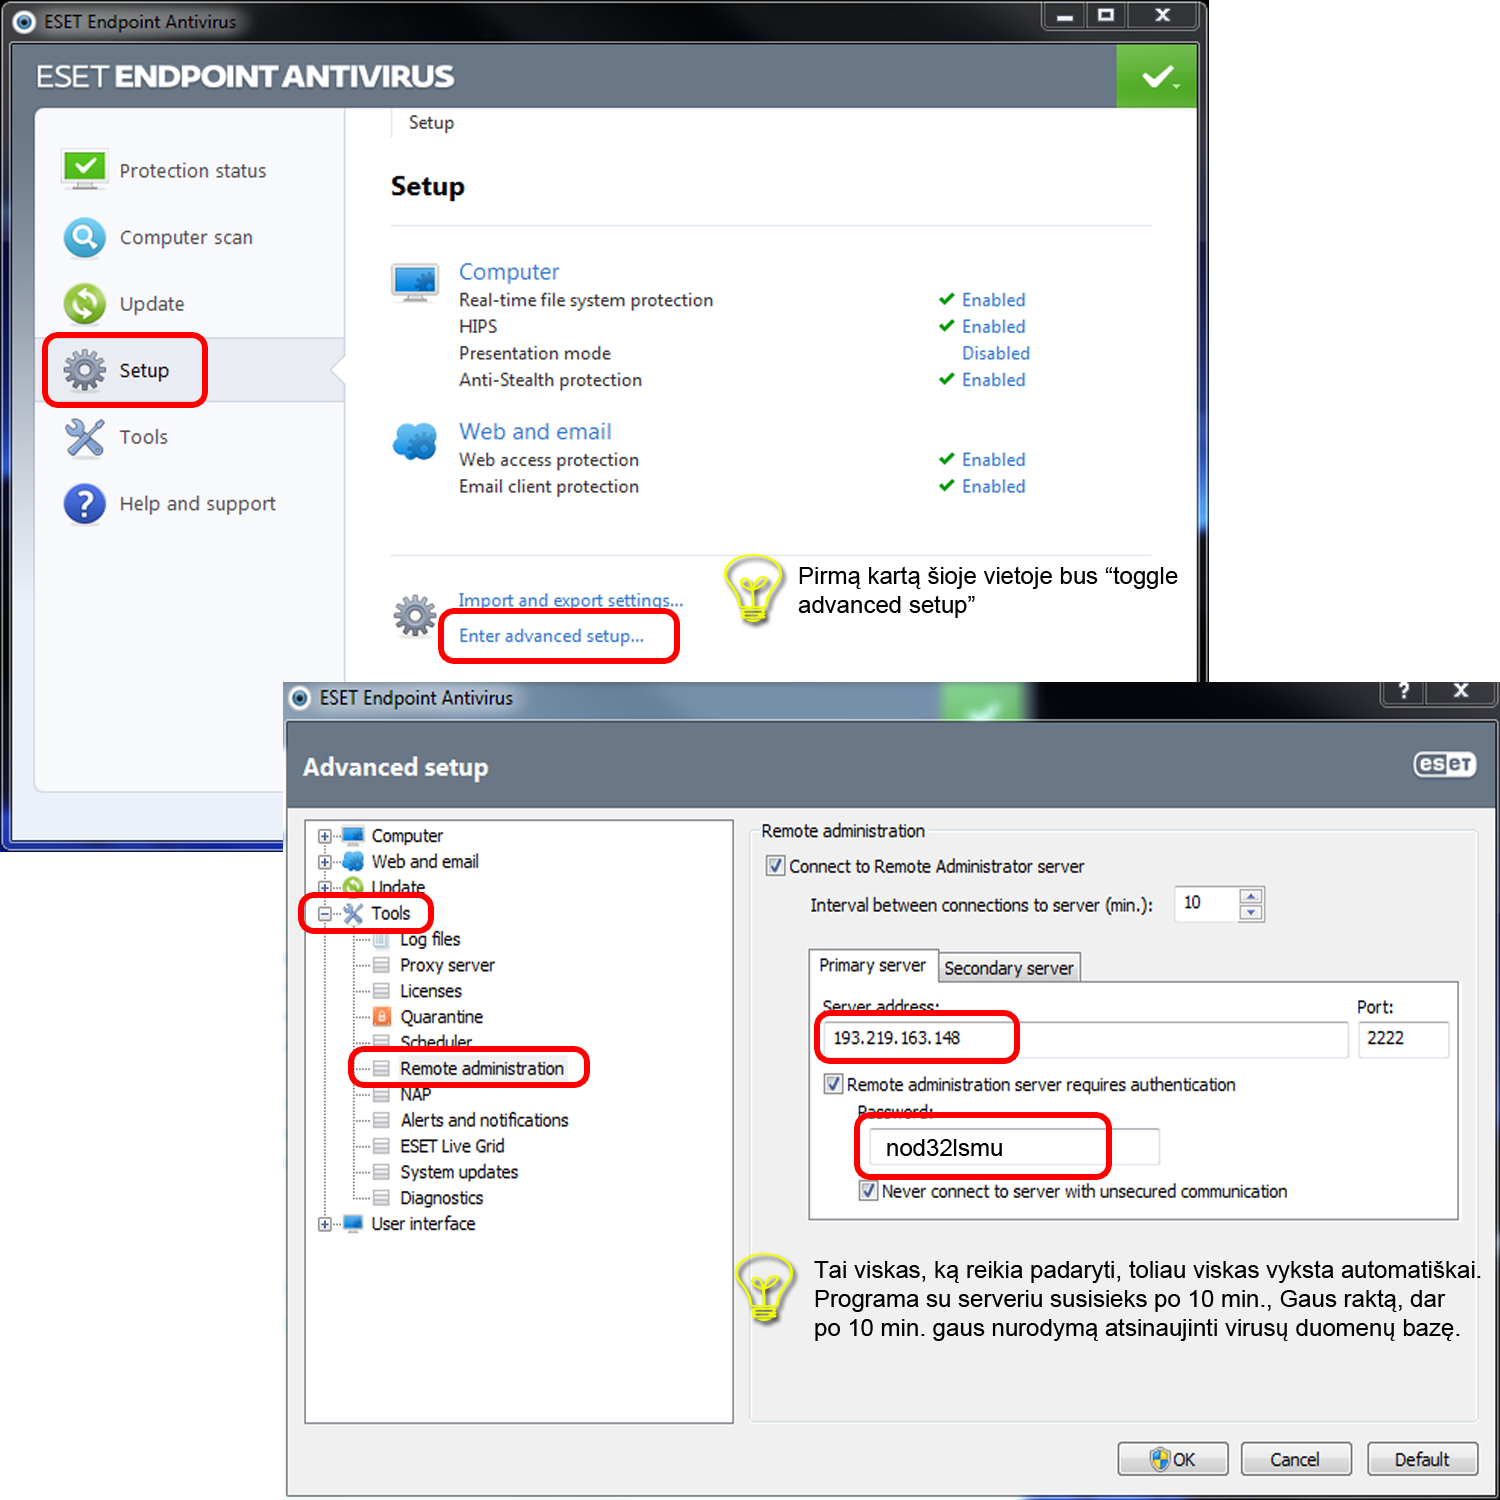 ESET Endpoint Antivirus
ESET ENDPOINT ANTIVIRUS
Protection status
Computer scan
Update
Setup
Tools
Help and support
Setup
Setup
Computer
Real-time file system protection Enabled
HIPS Enabled
Presentation mode Disabled
Anti-Stealth protection Enabled
Web and email
Web access protection Enabled
Email client protection Enabled
Import and export settings...
Enter advanced setup...
Pirmą kartą šioje vietoje bus “toggle
advanced setup”
ESET Endpoint Antivirus
Advanced setup
eset
Computer
Web and email
Update
Tools
Log files
Proxy server
Licenses
Quarantine
Scheduler
Remote administration
NAP
Alerts and notifications
ESET Live Grid
System updates
Diagnostics
User interface
Remote administration
Connect to Remote Administrator server
Interval between connections to server (min.): 10
Primary server Secondary server
Server address: Port:
193.219.163.148 2222
Remote administration server requires authentication
Password:
nod32lsmu
Never connect to server with unsecured communication
Tai viskas, ką reikia padaryti, toliau viskas vyksta automatiškai.
Programa su serveriu susisieks po 10 min., Gaus raktą, dar
po 10 min. gaus nurodymą atsinaujinti virusų duomenų bazę.
OK Cancel Default